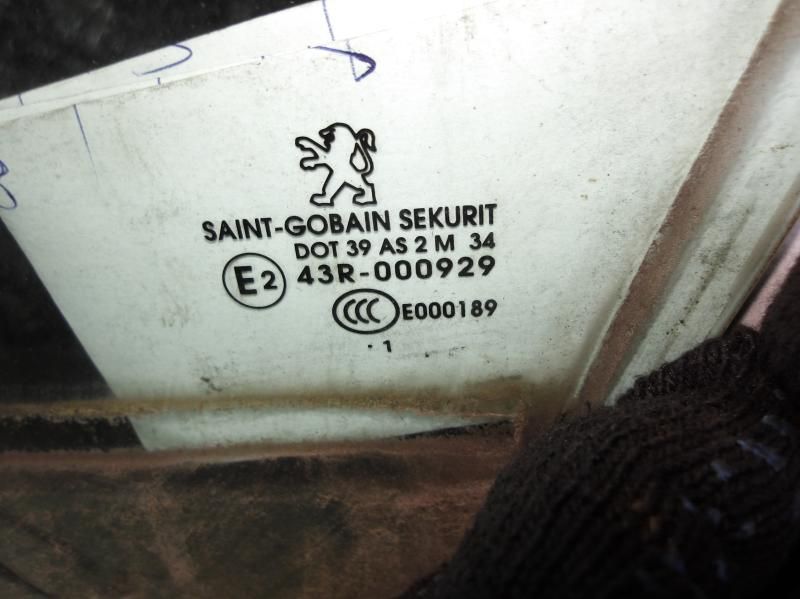 SAINT-GOBAIN SEKURIT
DOT 39 AS 2 M 34
E2 43R-000929
CCC E000189
. 1